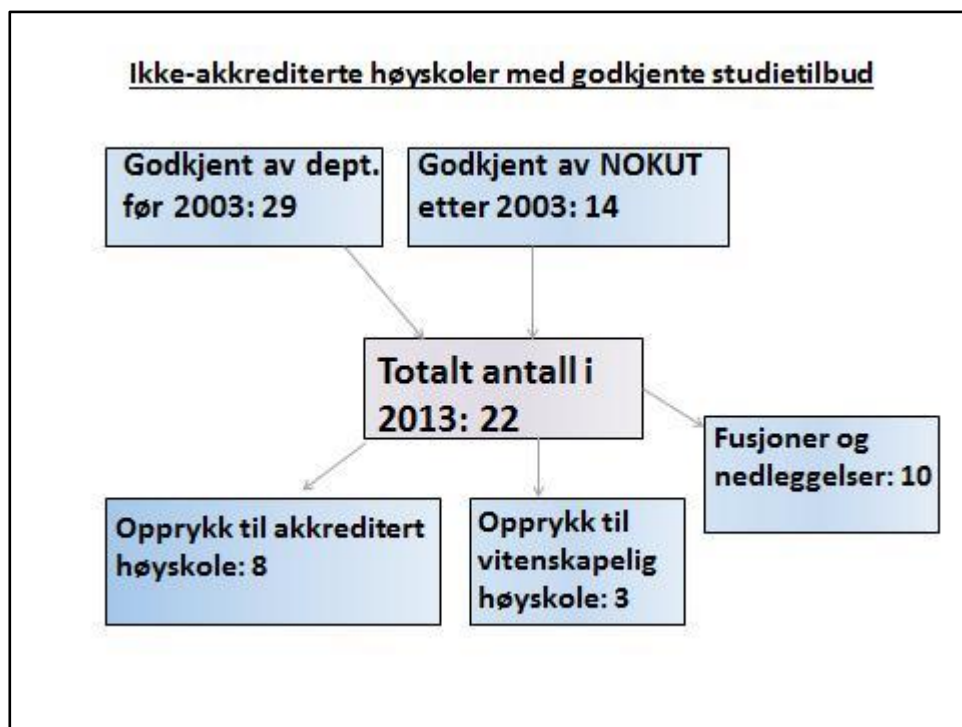 Ikke-akkrediterte høyskoler med godkjente studietilbud
Godkjent av dept.
før 2003: 29
Godkjent av NOKUT
etter 2003: 14
Totalt antall i
2013: 22
Fusjoner og
nedleggelser: 10
Opprykk til akkreditert
høyskole: 8
Opprykk til
vitenskapelig
høyskole: 3